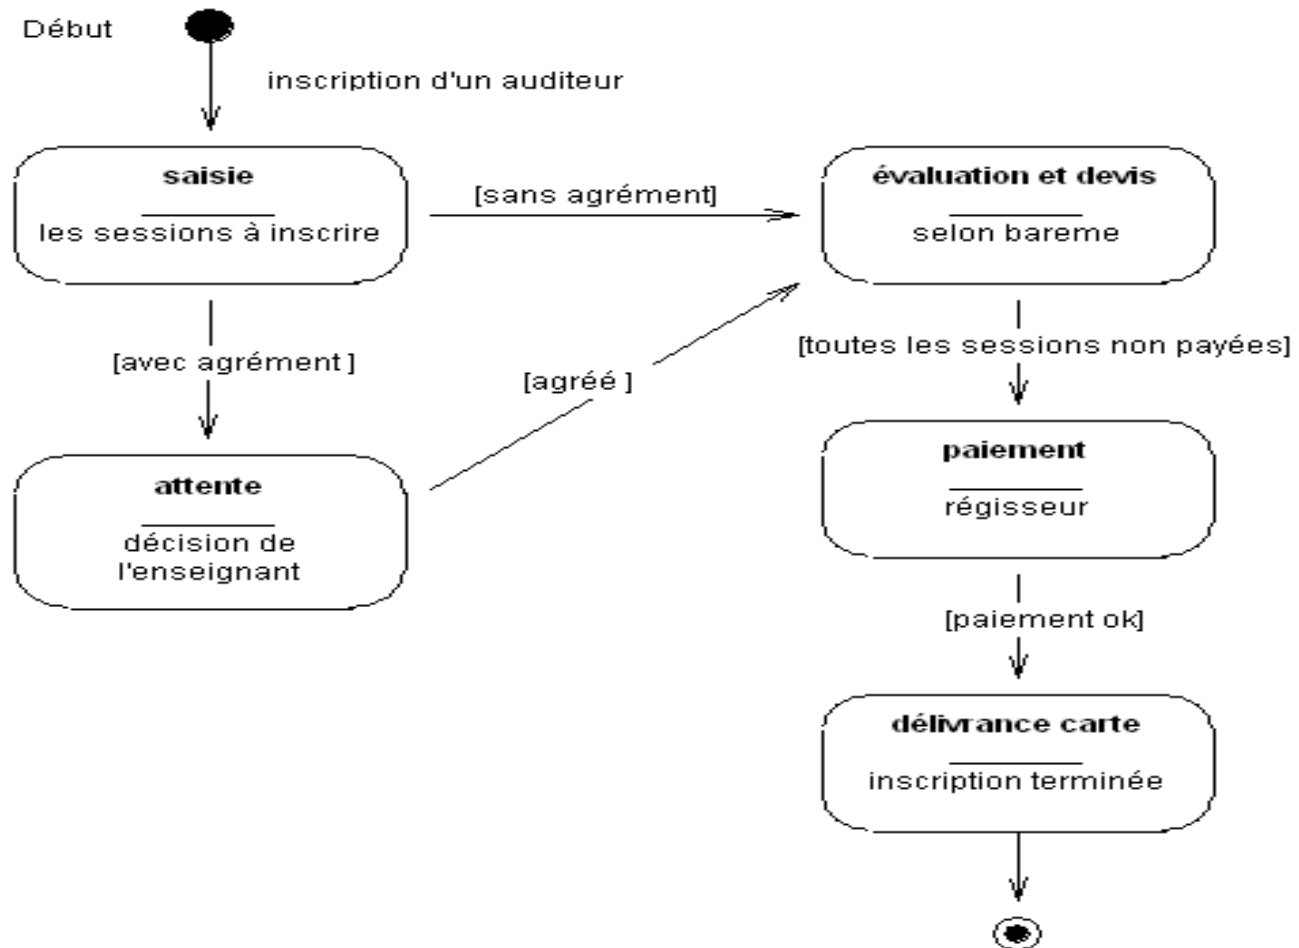 Début
inscription d'un auditeur
saisie
les sessions à inscrire
[sans agrément]
évaluation et devis
selon bareme
[avec agrément ]
[agréé ]
[toutes les sessions non payées]
attente
décision de
l'enseignant
paiement
régisseur
[paiement ok]
délivrance carte
inscription terminée